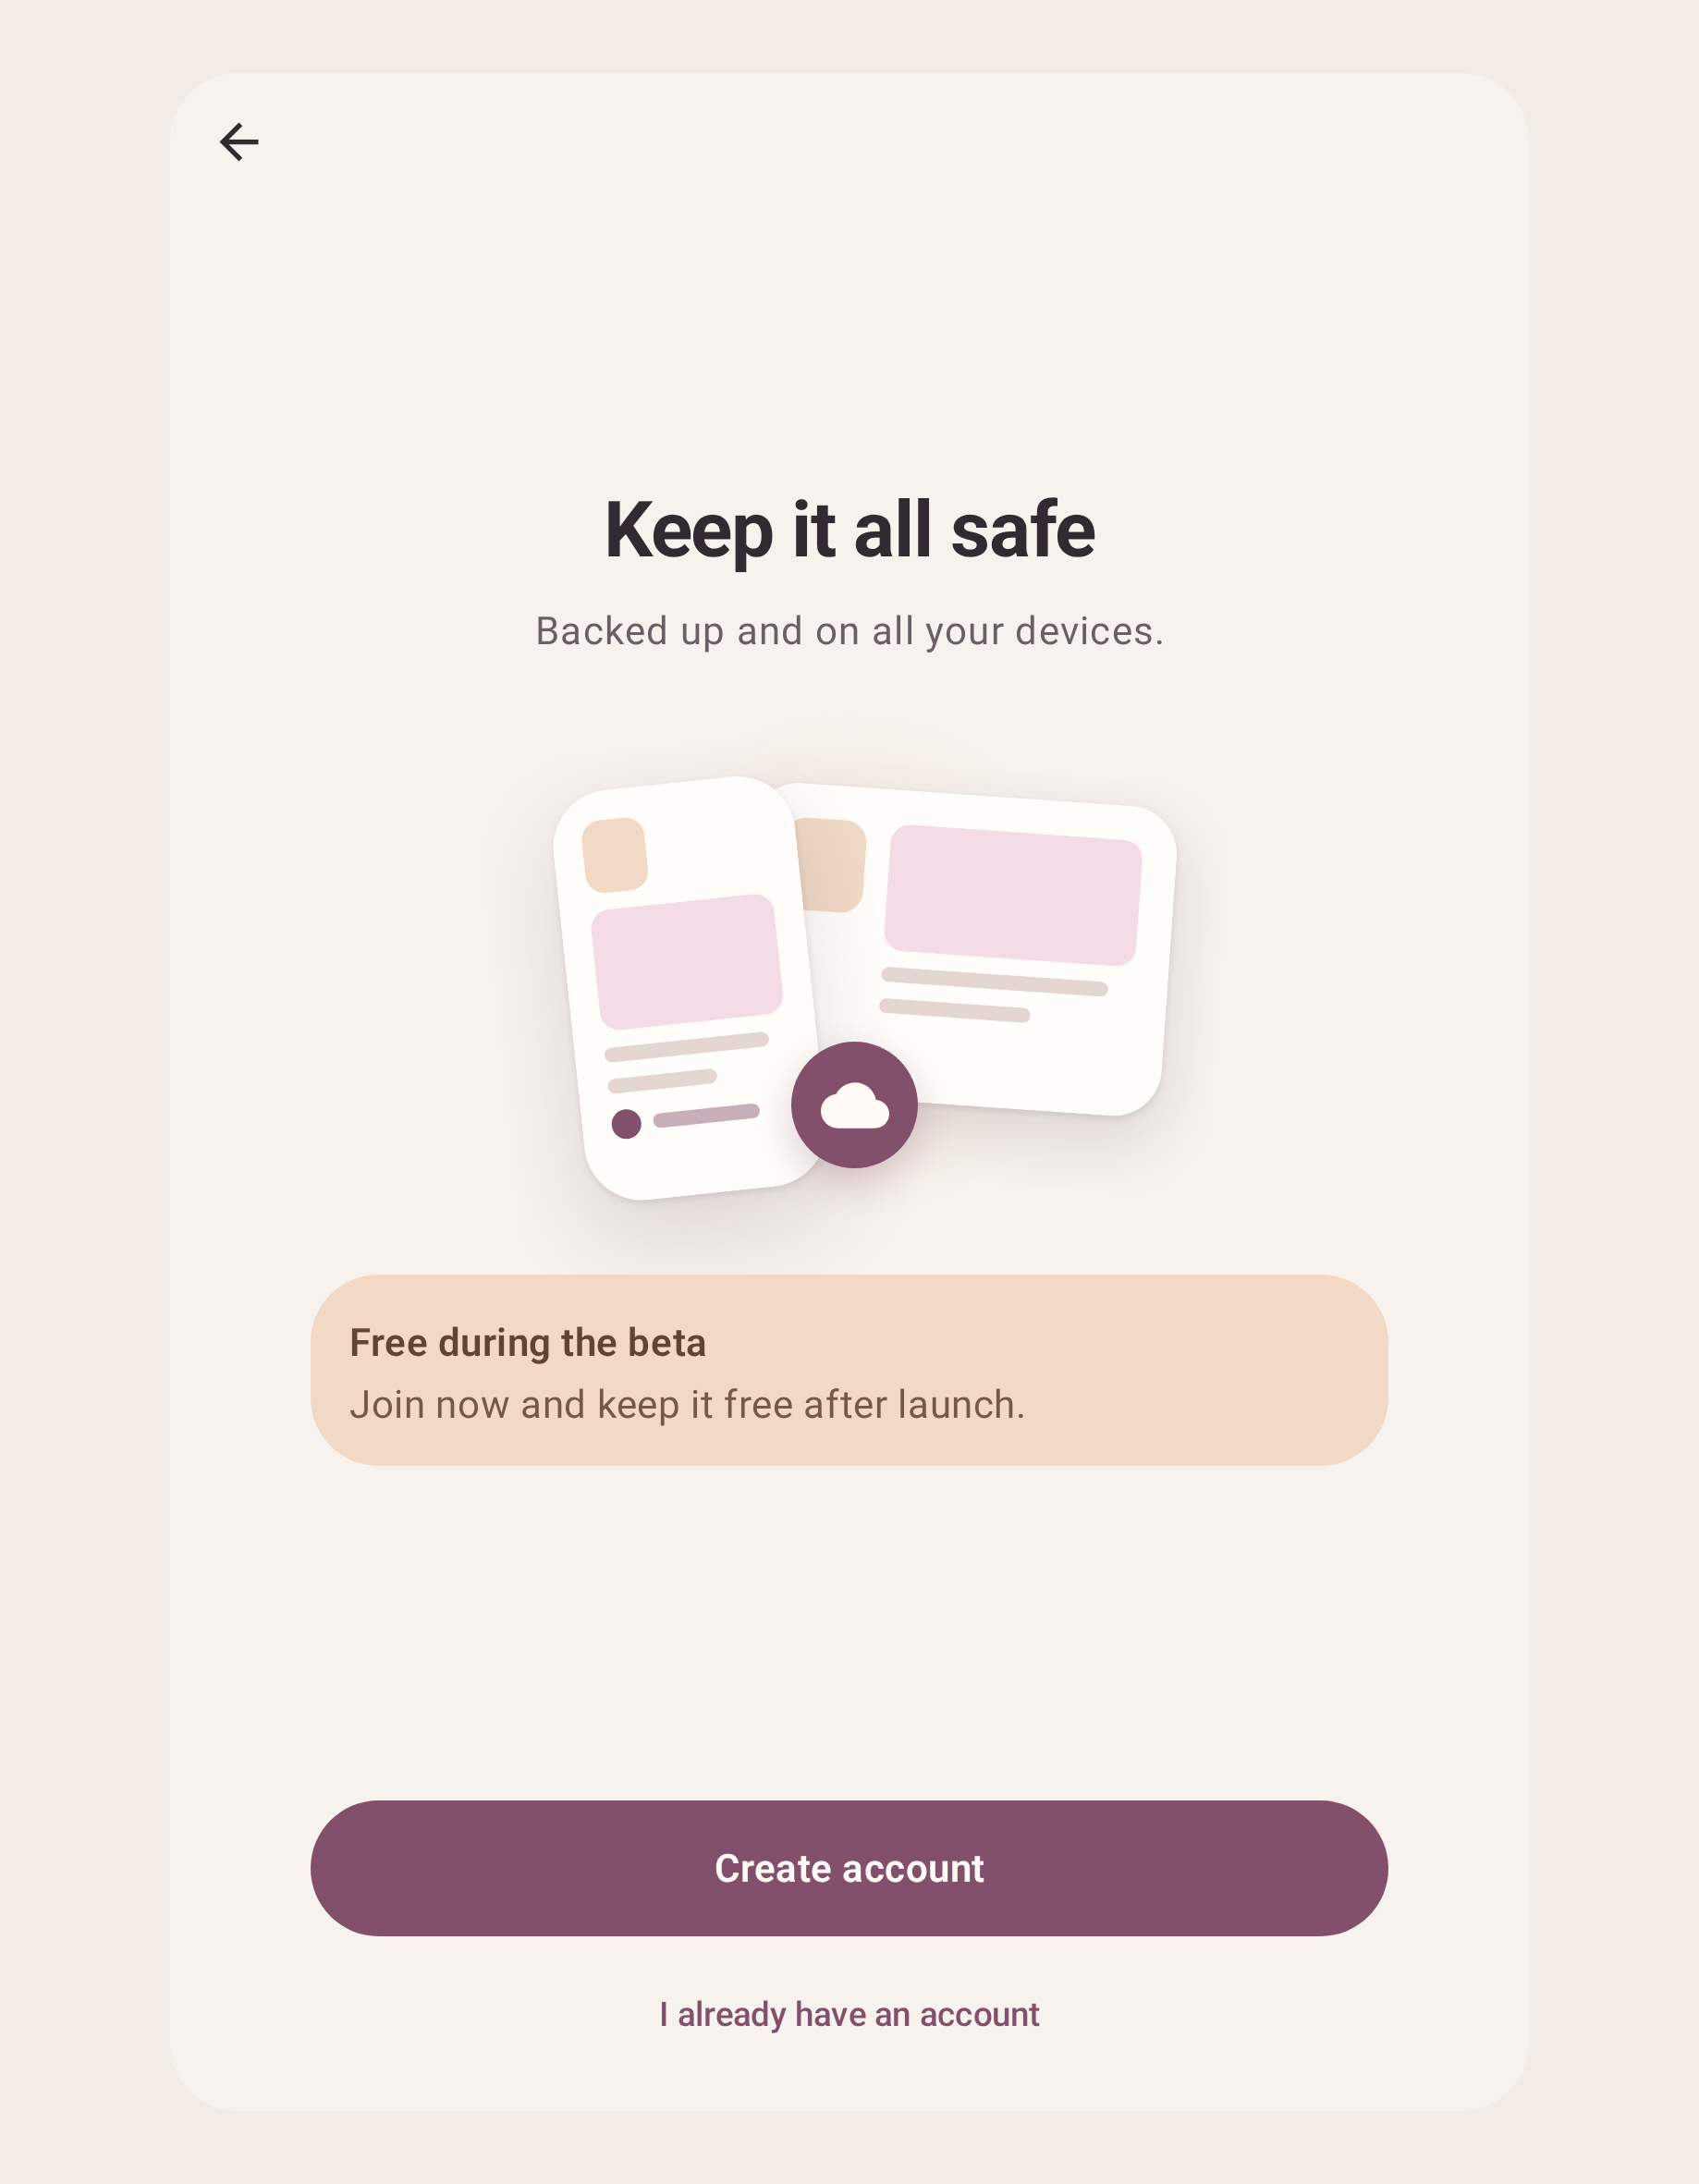 Keep it all safe
Backed up and on all your devices.
Free during the beta
Join now and keep it free after launch.
Create account
I already have an account